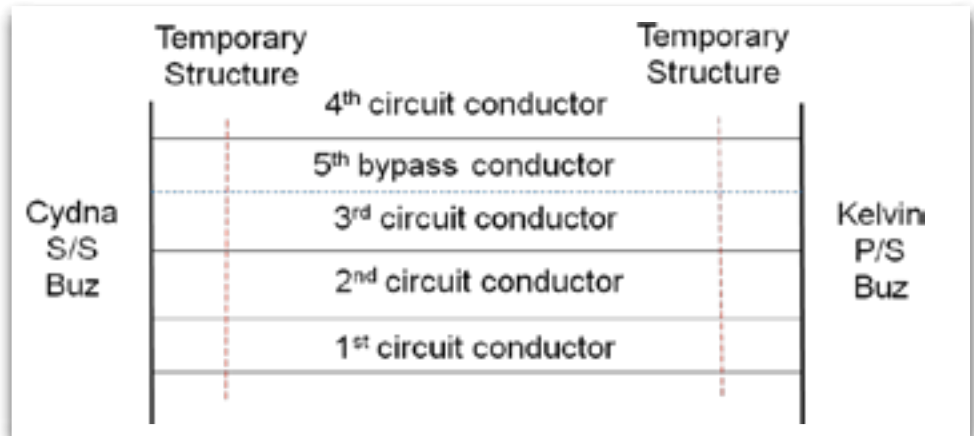 Temporary
Structure
Temporary
Structure
4th circuit conductor
5th bypass conductor
Cydna
S/S
Buz
3rd circuit conductor
Kelvin
P/S
Buz
2nd circuit conductor
1st circuit conductor